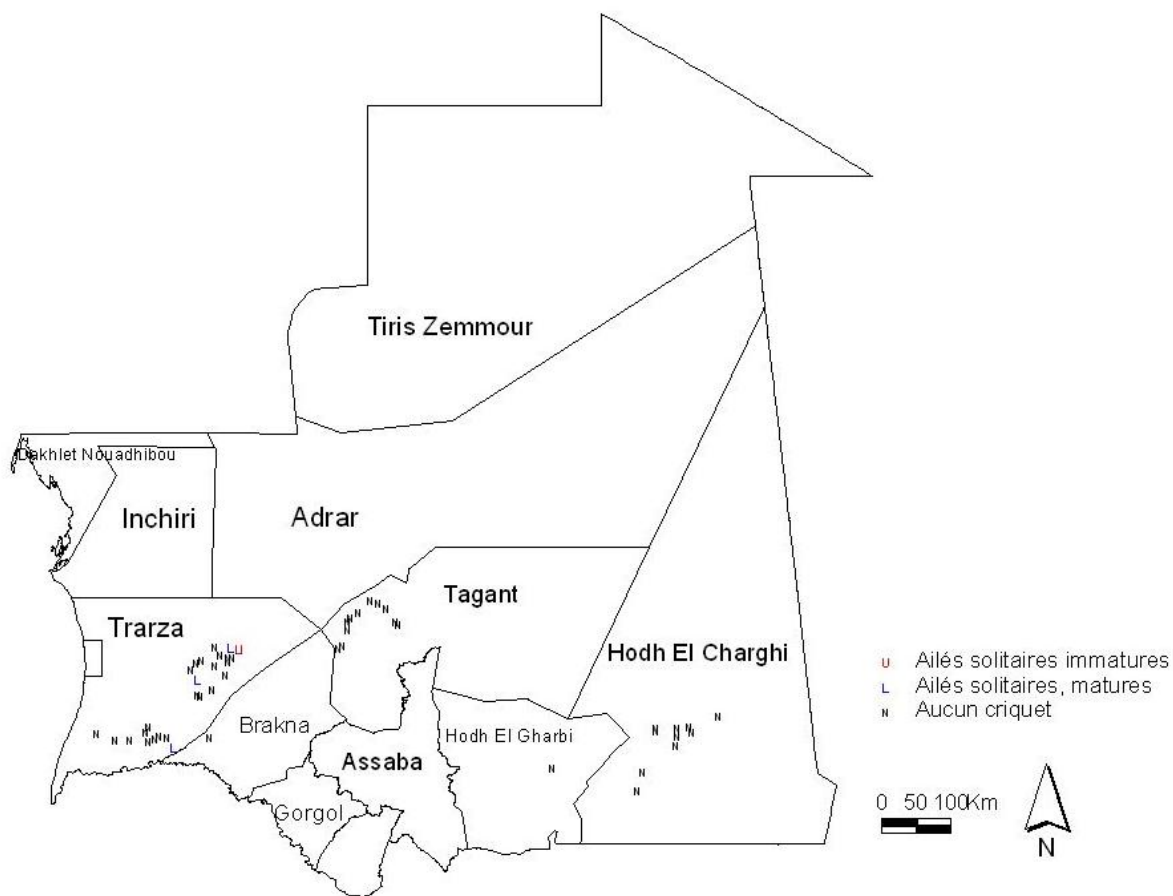 Tiris Zemmour
Dakhlet Nouadhibou
Inchiri
Adrar
Tagant
Trarza
Hodh El Charghi
Brakna
Hodh El Gharbi
Assaba
Gorgol
U Ailés solitaires immatures
L Ailés solitaires, matures
N Aucun criquet
0 50 100Km
N